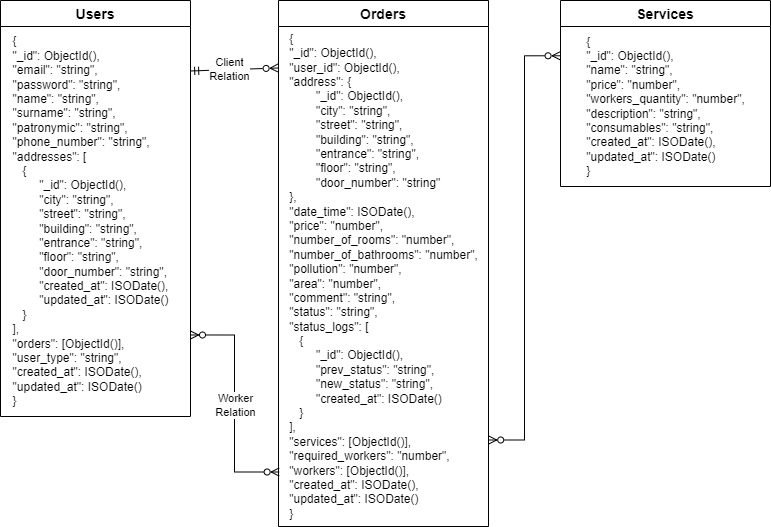 Users
{
"_id": ObjectId(),
"email": "string",
"password": "string",
"name": "string",
"surname": "string",
"patronymic": "string",
"phone_number": "string",
"addresses": [
{
"_id": ObjectId(),
"city": "string",
"street": "string",
"building": "string",
"entrance": "string",
"floor": "string",
"door_number": "string",
"created_at": ISODate(),
"updated_at": ISODate()
}
],
"orders": [ObjectId()],
"user_type": "string",
"created_at": ISODate(),
"updated_at": ISODate()
}
Client
Relation
Worker
Relation
Orders
{
"_id": ObjectId(),
"user_id": ObjectId(),
"address": {
"_id": ObjectId(),
"city": "string",
"street": "string",
"building": "string",
"entrance": "string",
"floor": "string",
"door_number": "string"
},
"date_time": ISODate(),
"price": "number",
"number_of_rooms": "number",
"number_of_bathrooms": "number",
"pollution": "number",
"area": "number",
"comment": "string",
"status": "string",
"status_logs": [
{
"_id": ObjectId(),
"prev_status": "string",
"new_status": "string",
"created_at": ISODate()
}
],
"services": [ObjectId()],
"required_workers": "number",
"workers": [ObjectId()],
"created_at": ISODate(),
"updated_at": ISODate()
}
Services
{
"_id": ObjectId(),
"name": "string",
"price": "number",
"workers_quantity": "number",
"description": "string",
"consumables": "string",
"created_at": ISODate(),
"updated_at": ISODate()
}